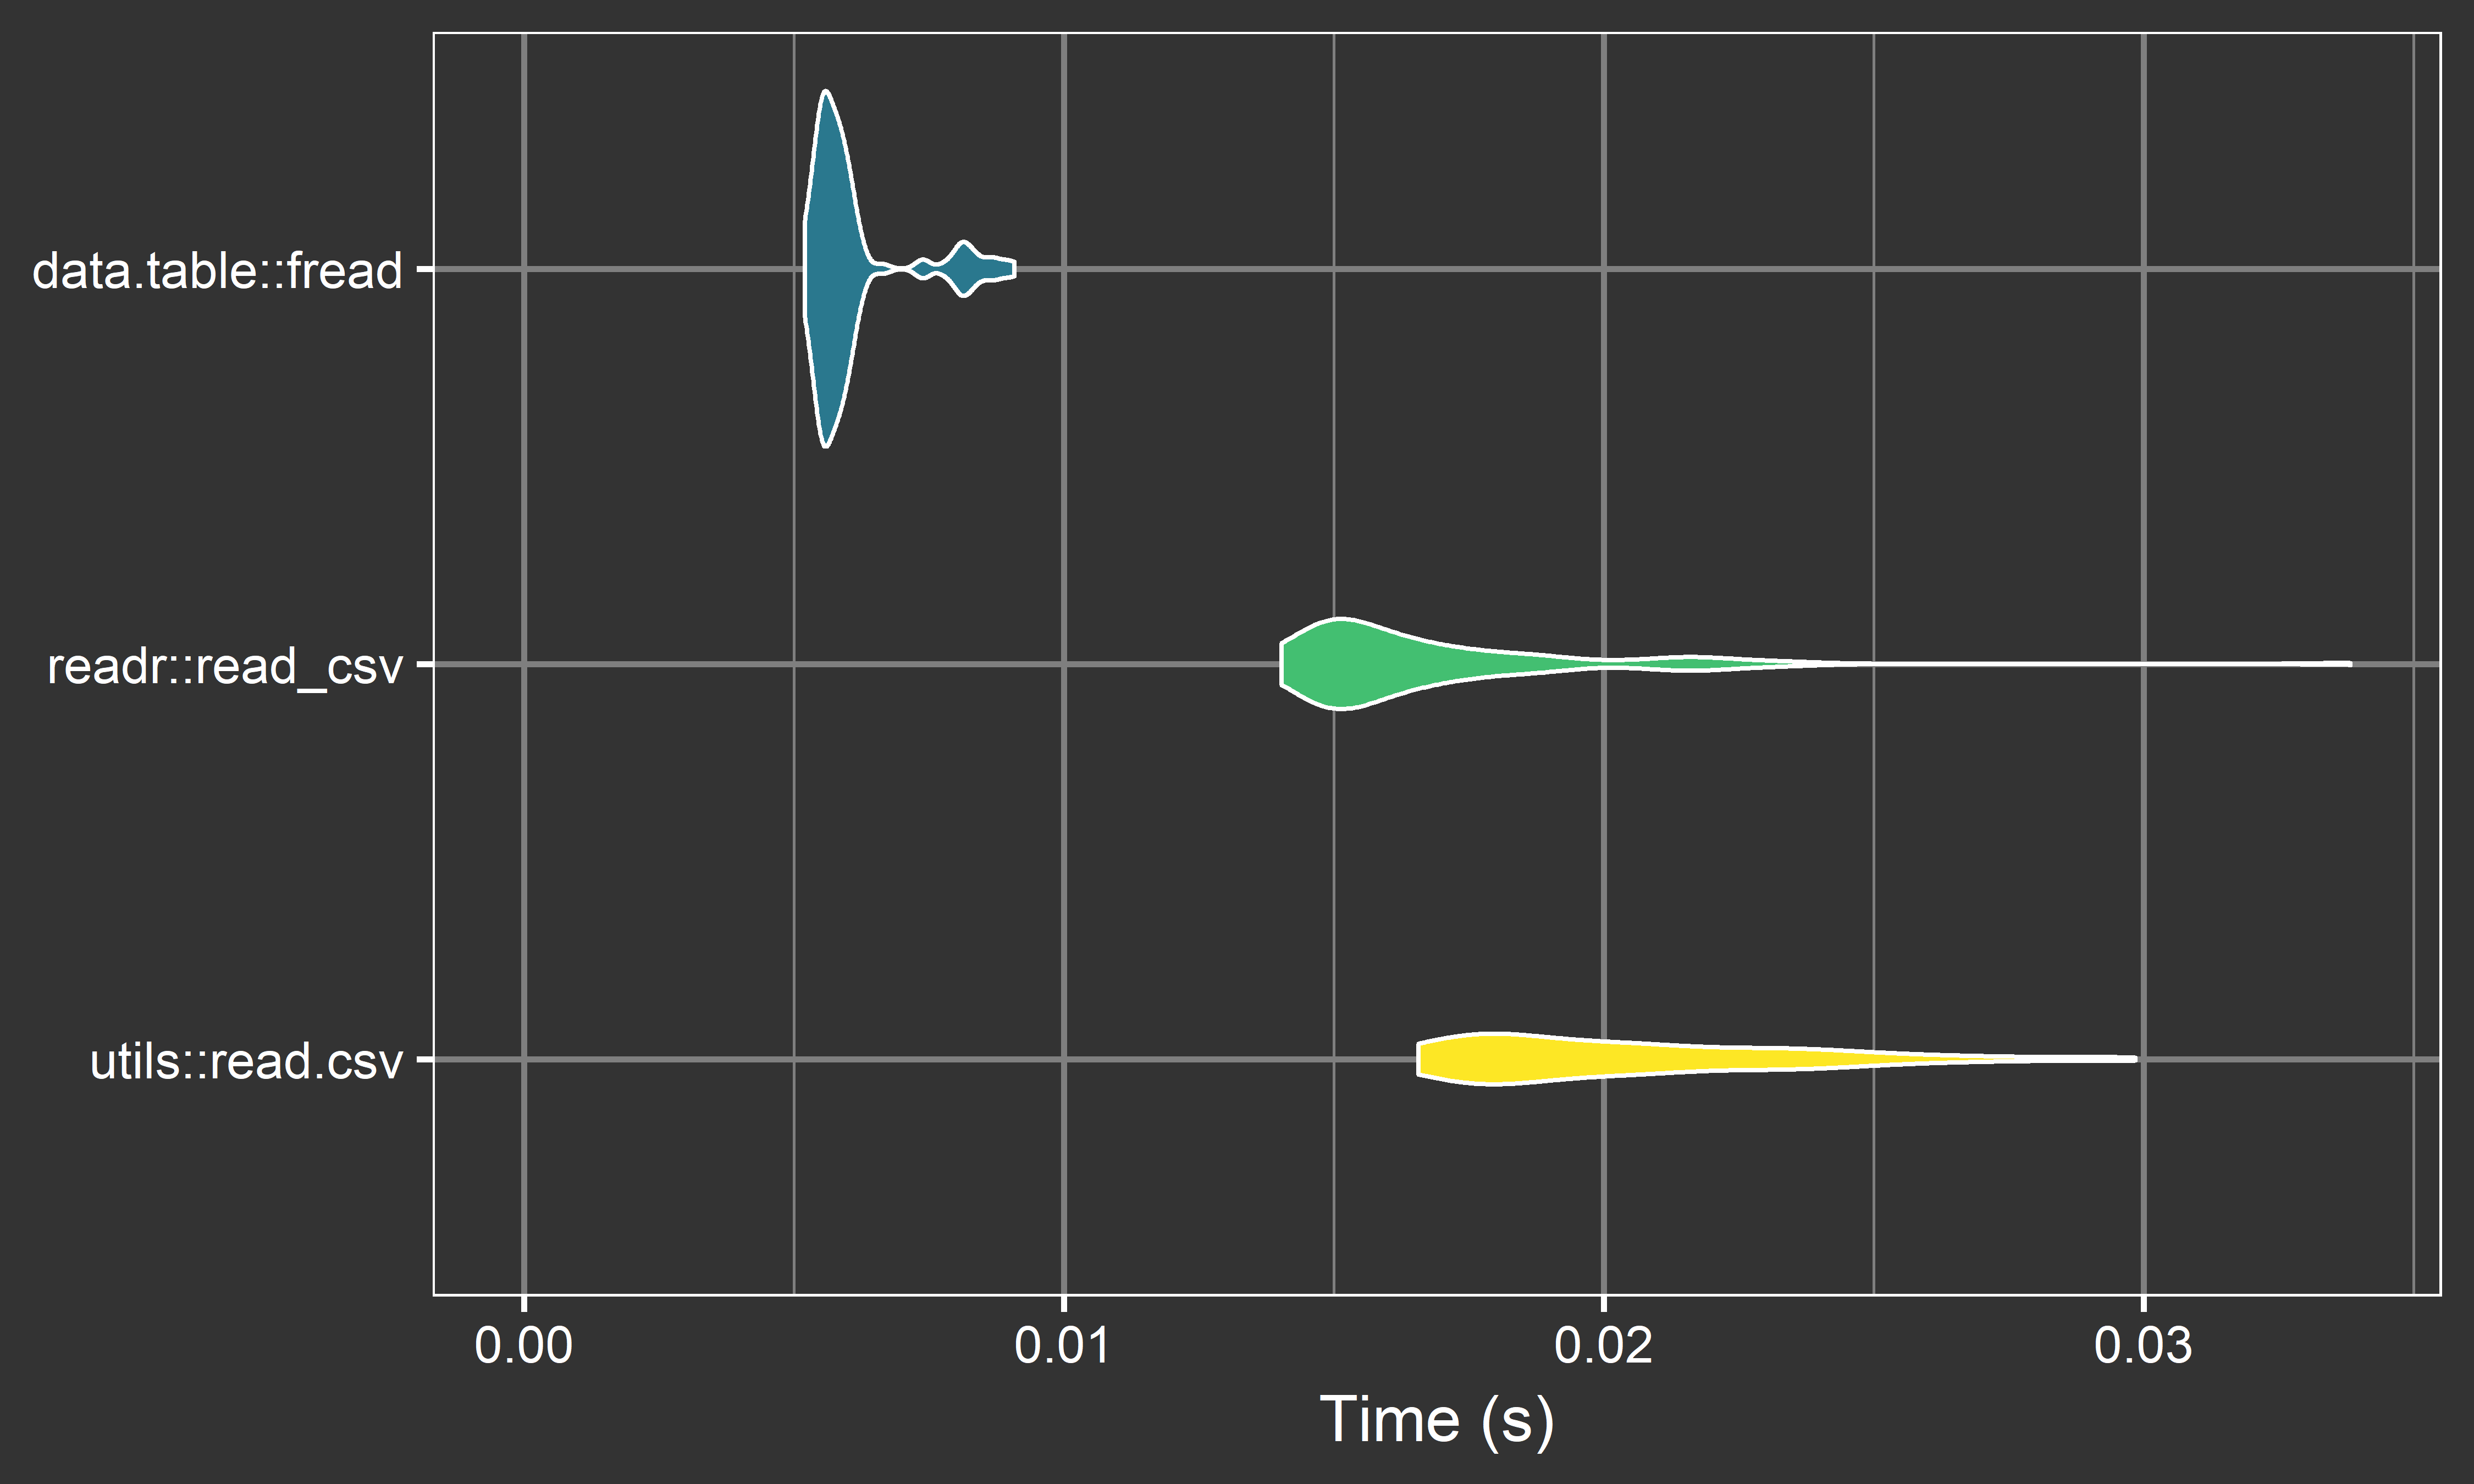 data.table::fread
readr::read_csv
utils::read.csv
0.00 0.01 0.02 0.03
Time (s)